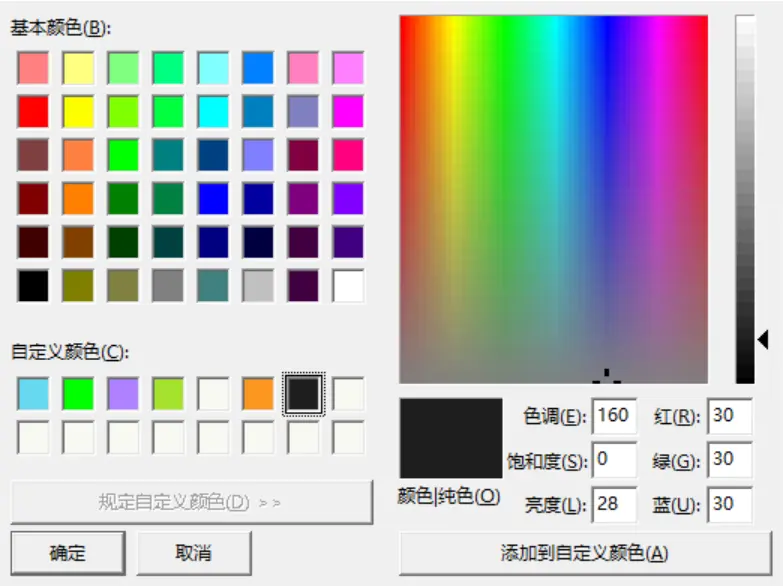 基本颜色(B):
自定义颜色(C):
规定自定义颜色(D) >>
确定
取消
颜色|纯色(O)
色调(E): 160
饱和度(S): 0
亮度(L): 28
红(R): 30
绿(G): 30
蓝(U): 30
添加到自定义颜色(A)